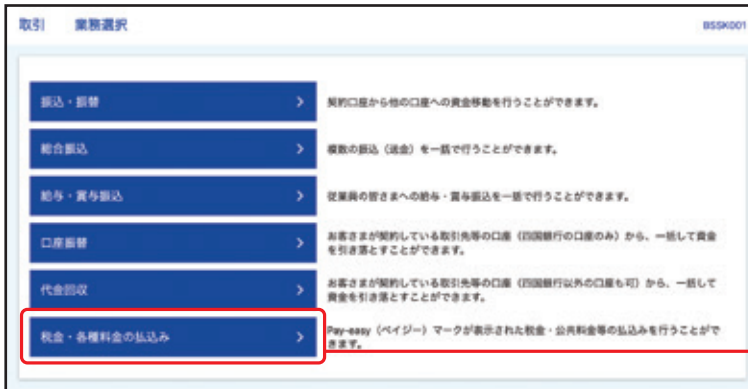 取引 業務選択 BSSK001
振込・振替 契約口座から他の口座への資金移動を行うことができます。
総合振込 複数の振込（送金）を一括で行うことができます。
給与・賞与振込 従業員の皆さまへの給与・賞与振込を一括で行うことができます。
口座振替 お客さまが契約している取引先等の口座（四国銀行の口座のみ）から、一括して資金
を引き落とすことができます。
代金回収 お客さまが契約している取引先等の口座（四国銀行以外の口座も可）から、一括して
資金を引き落とすことができます。
税金・各種料金の払込み Pay-easy（ペイジー）マークが表示された税金・公共料金等の払込みを行うことがで
きます。